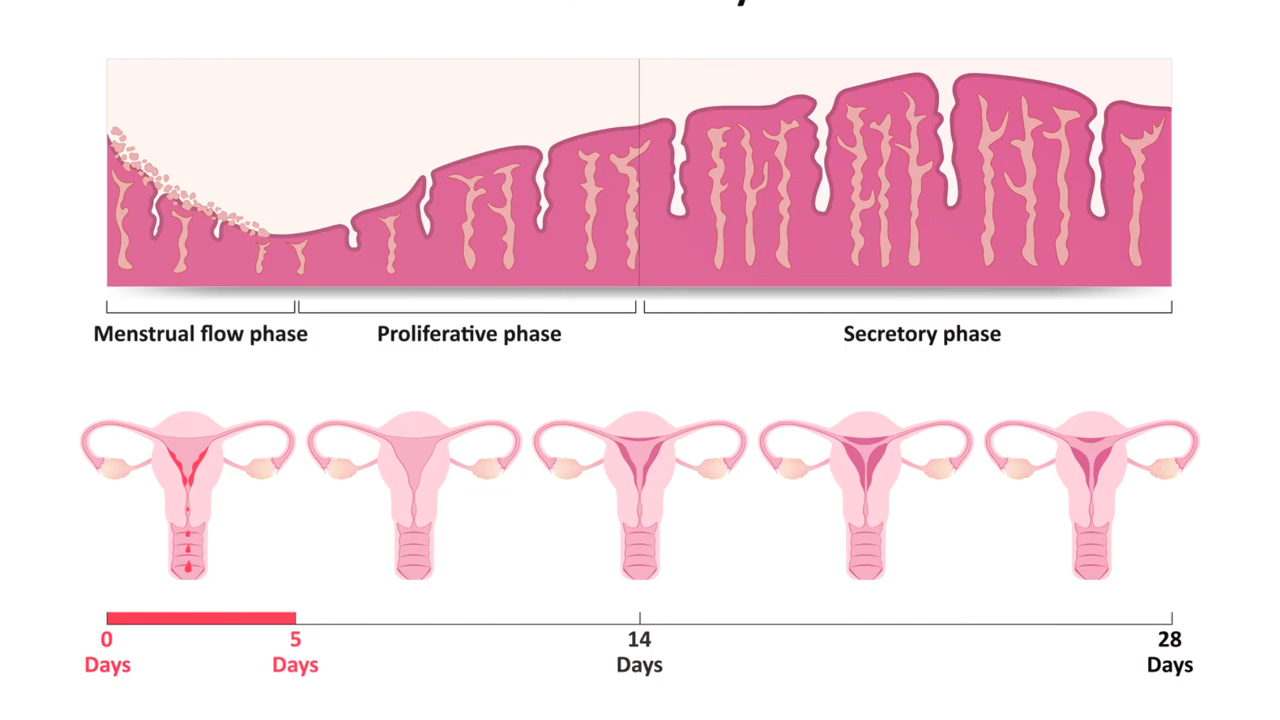 Menstrual flow phase
Proliferative phase
Secretory phase
0
Days
5
Days
14
Days
28
Days